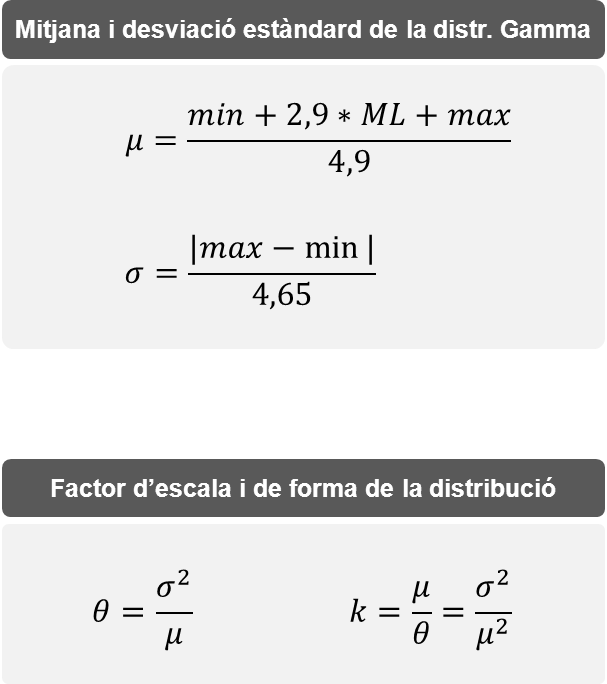 Mitjana i desviació estàndard de la distr. Gamma
μ = (min + 2,9 * ML + max) / 4,9
σ = |max − min | / 4,65
Factor d’escala i de forma de la distribució
θ = σ² / μ
k = μ / θ = σ² / μ²